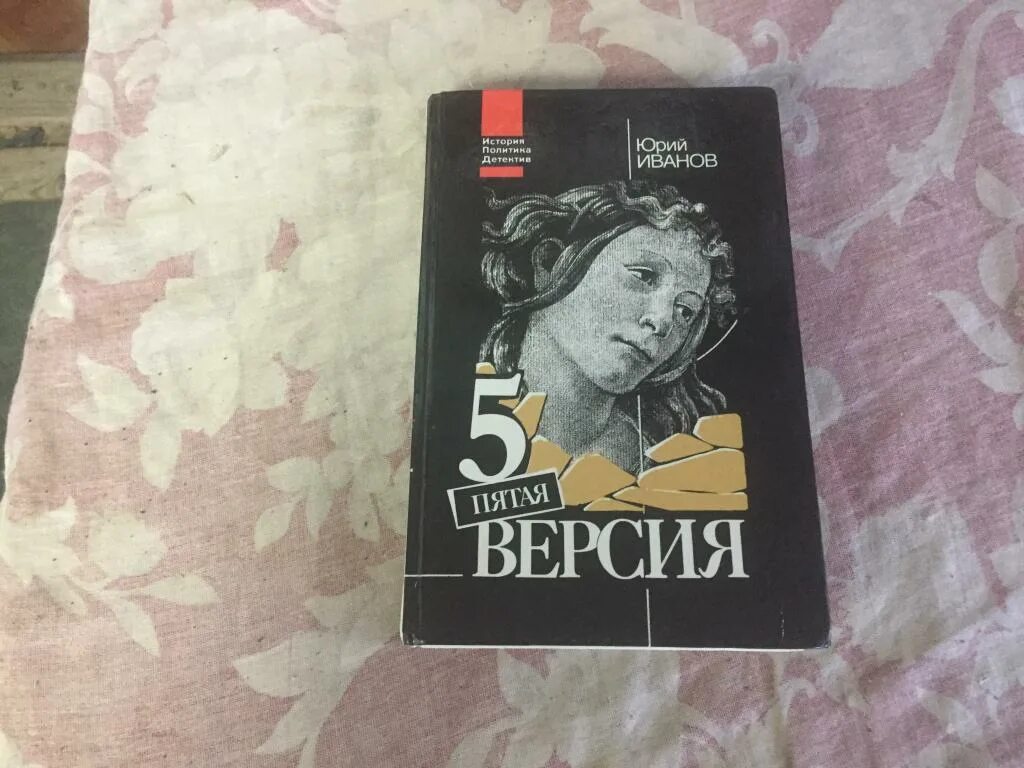 История
Политика
Детектив
Юрий
ИВАНОВ
5
ПЯТАЯ
ВЕРСИЯ